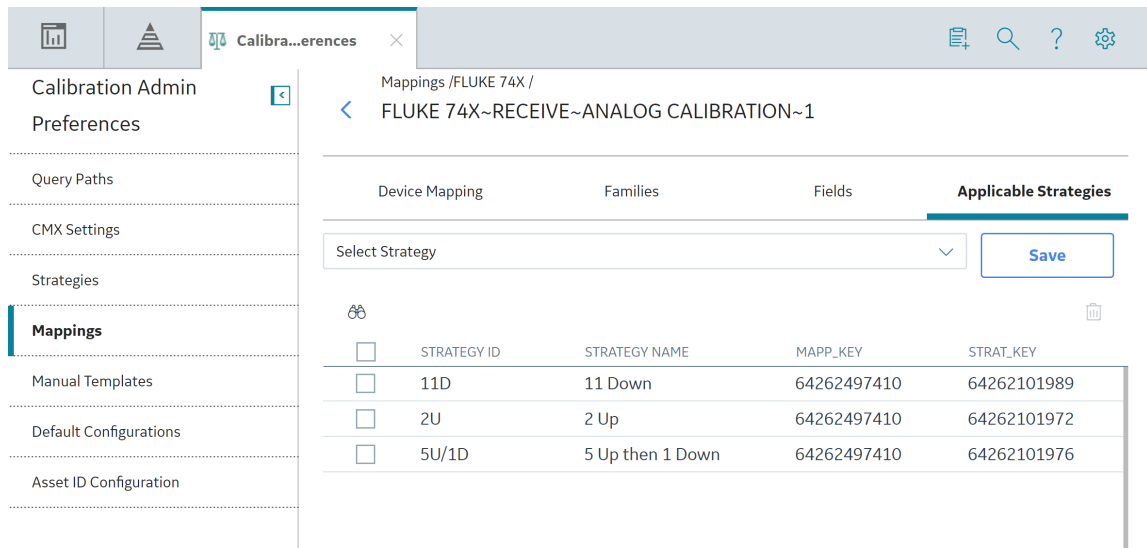 Calibra...erences
Calibration Admin
Preferences
Query Paths
CMX Settings
Strategies
Mappings
Manual Templates
Default Configurations
Asset ID Configuration
Mappings /FLUKE 74X /
FLUKE 74X~RECEIVE~ANALOG CALIBRATION~1
Device Mapping Families Fields Applicable Strategies
Select Strategy Save
STRATEGY ID STRATEGY NAME MAPP_KEY STRAT_KEY
11D 11 Down 64262497410 64262101989
2U 2 Up 64262497410 64262101972
5U/1D 5 Up then 1 Down 64262497410 64262101976